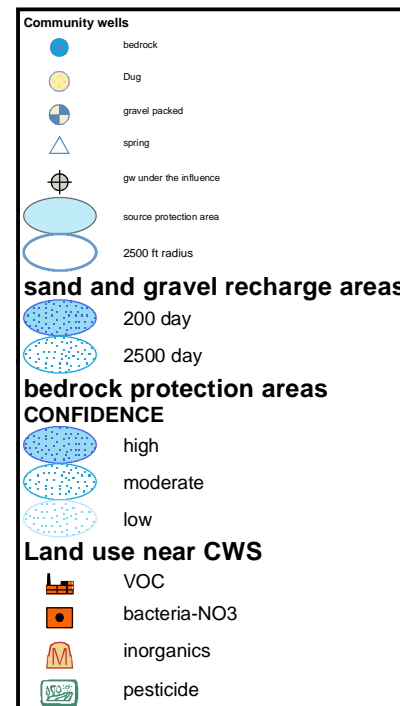 Community wells
bedrock
Dug
gravel packed
spring
gw under the influence
source protection area
2500 ft radius
sand and gravel recharge areas
200 day
2500 day
bedrock protection areas
CONFIDENCE
high
moderate
low
Land use near CWS
VOC
bacteria-NO3
M inorganics
pesticide